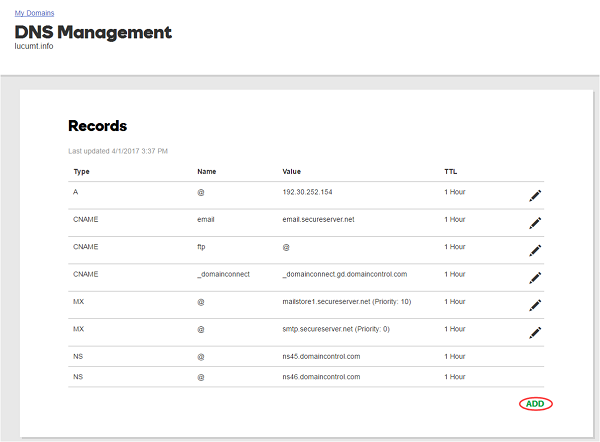 My Domains
DNS Management
lucumt.info
Records
Last updated 4/1/2017 3:37 PM
Type Name Value TTL
A @ 192.30.252.154 1 Hour
CNAME email email.secureserver.net 1 Hour
CNAME ftp @ 1 Hour
CNAME _domainconnect _domainconnect.gd.domaincontrol.com 1 Hour
MX @ mailstore1.secureserver.net (Priority: 10) 1 Hour
MX @ smtp.secureserver.net (Priority: 0) 1 Hour
NS @ ns45.domaincontrol.com 1 Hour
NS @ ns46.domaincontrol.com 1 Hour
ADD